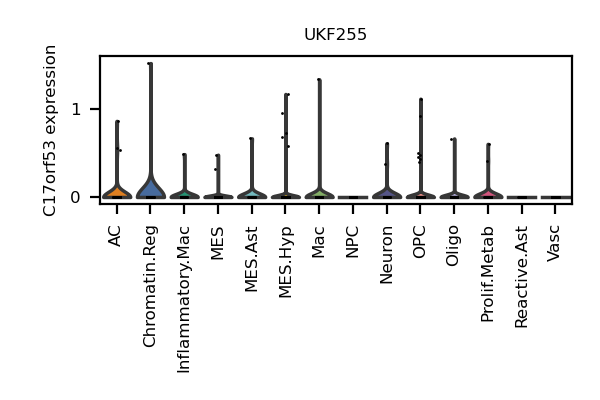 UKF255
C17orf53 expression
1
0
AC
Chromatin.Reg
Inflammatory.Mac
MES
MES.Ast
MES.Hyp
Mac
NPC
Neuron
OPC
Oligo
Prolif.Metab
Reactive.Ast
Vasc